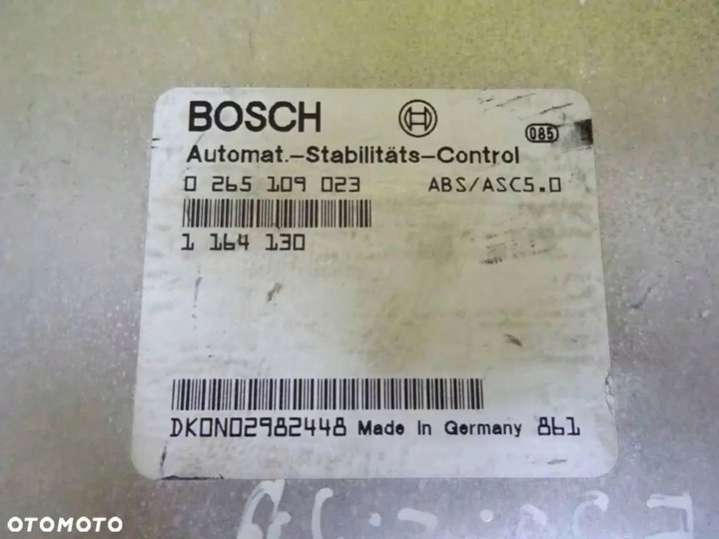 BOSCH
085
Automat.-Stabilitäts-Control
0 265 109 023 ABS/ASC5.0
1 164 130
DK0N02982448 Made in Germany 861
OTOMOTO